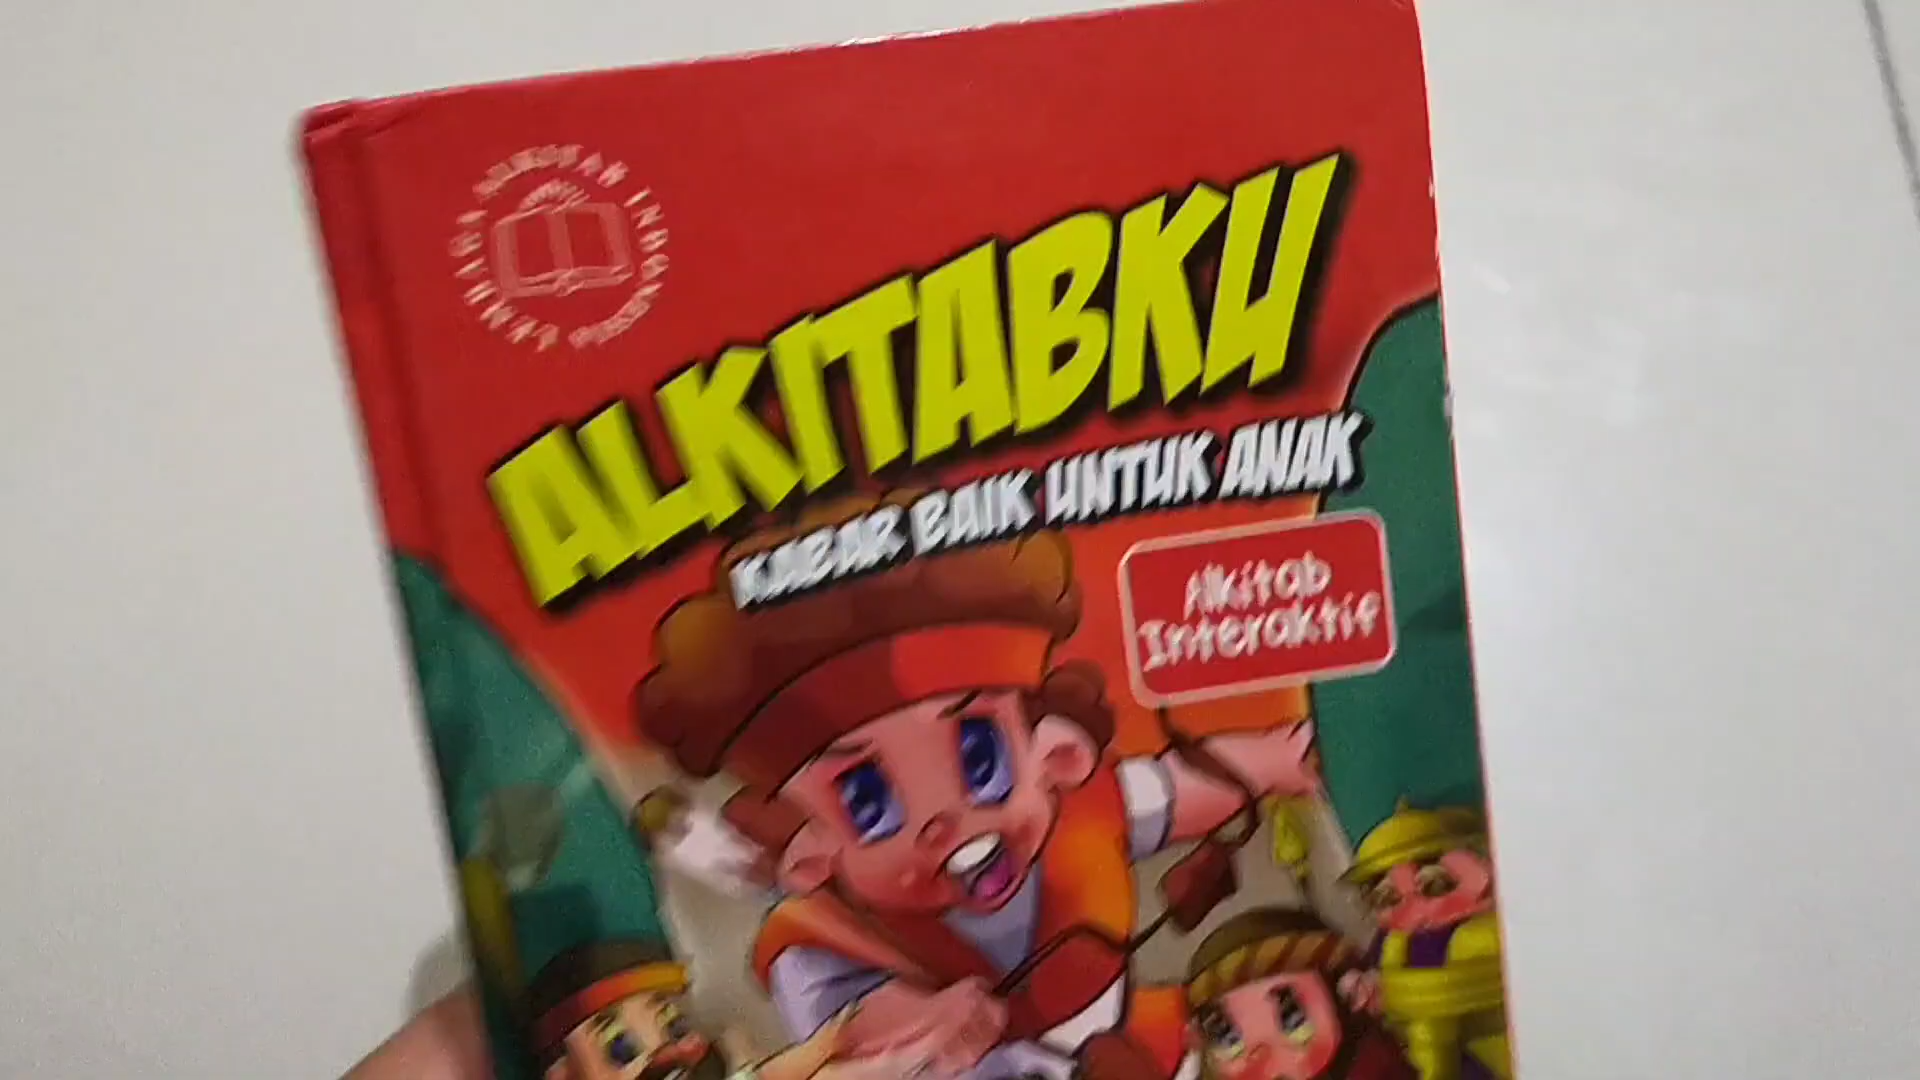 ALKITABKU
KABAR BAIK UNTUK ANAK
Alkitab
Interaktif